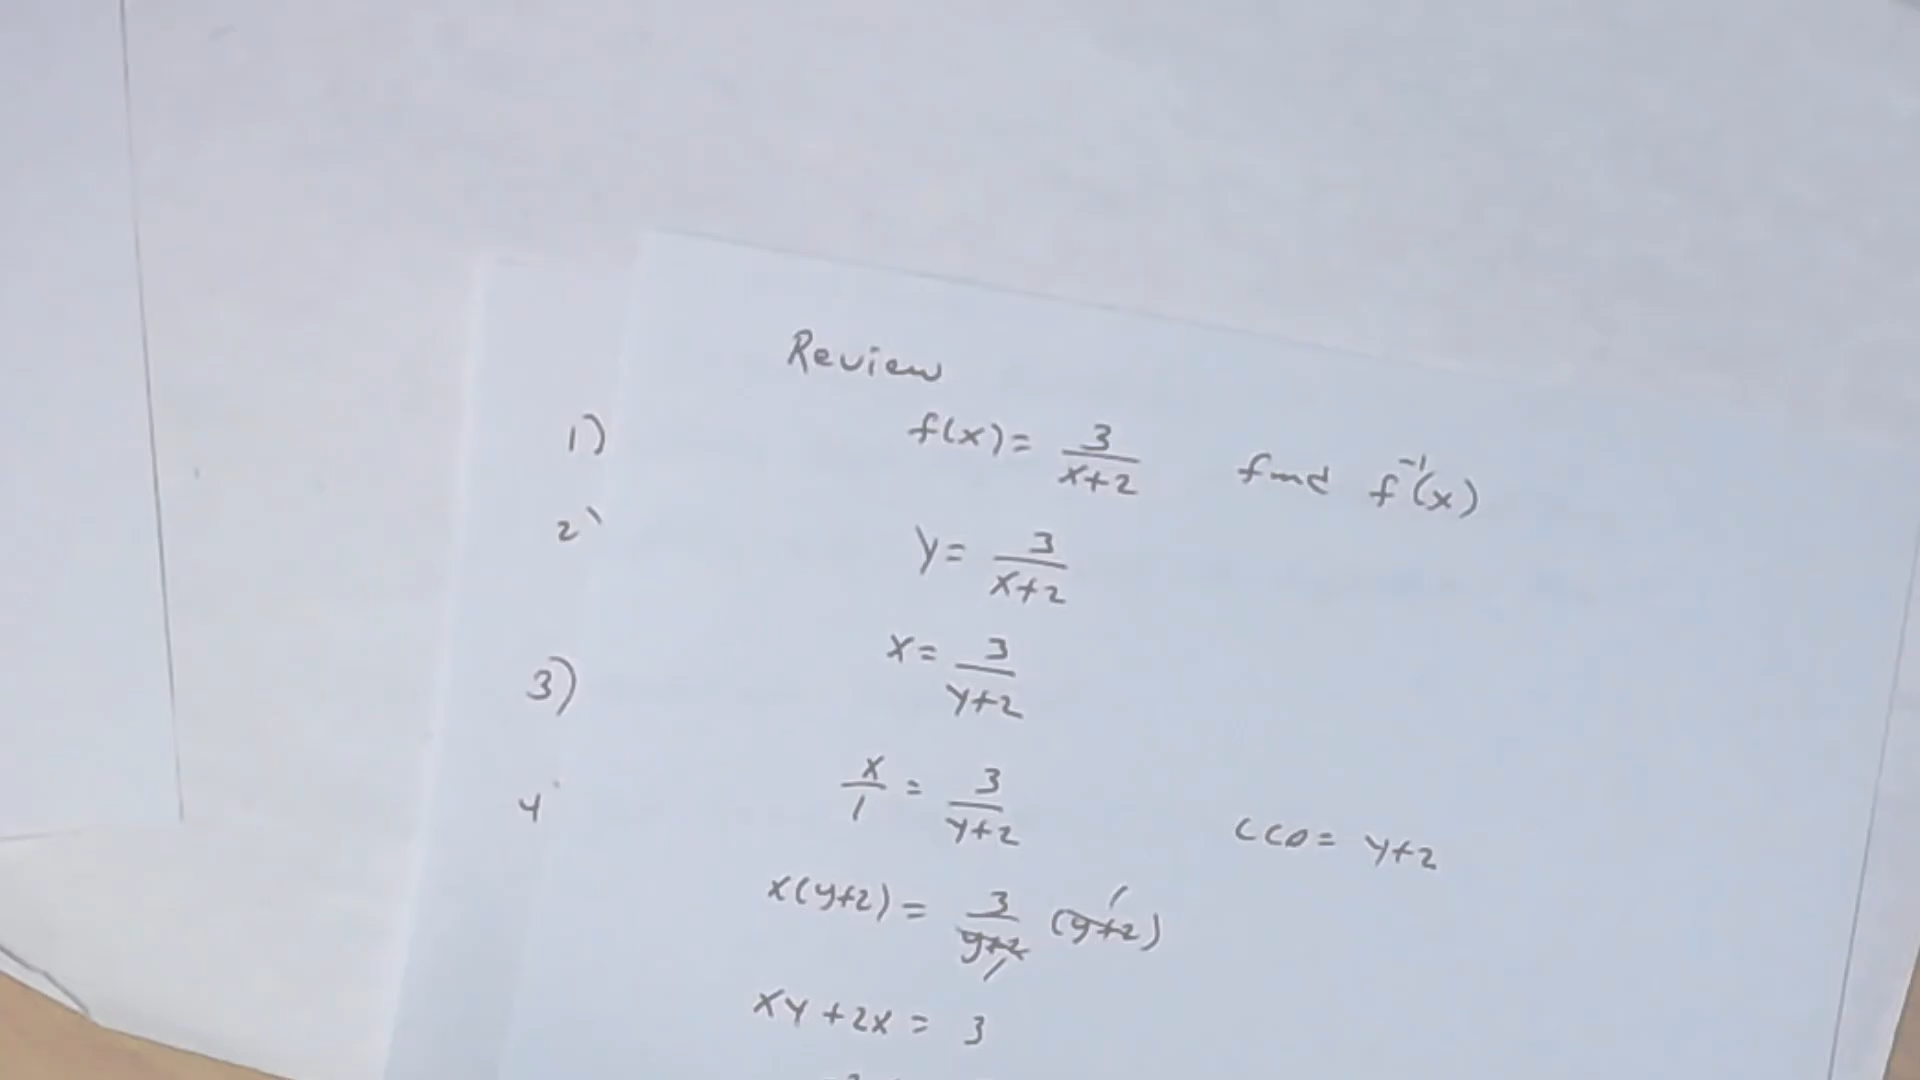 Review
1) f(x) = 3/(x+2) find f⁻¹(x)
2) y = 3/(x+2)
3) x = 3/(y+2)
4 x/1 = 3/(y+2) LCD = y+2
x(y+2) = 3/(y+2) (y+2)
xy + 2x = 3